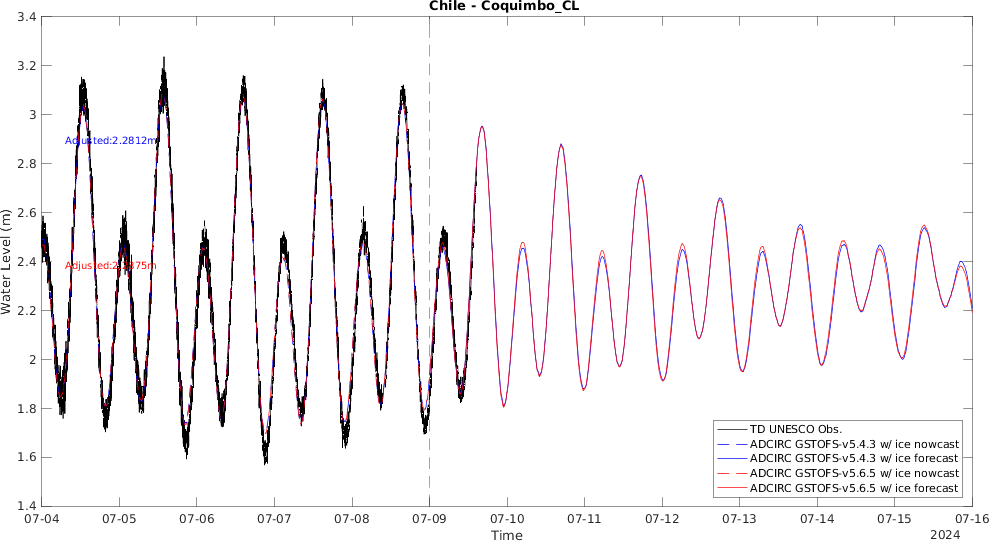 Chile - Coquimbo_CL
3.4
3.2
3
2.8
2.6
2.4
2.2
2
1.8
1.6
1.4
Water Level (m)
Adjusted:2.2812m
07-04
07-05
07-06
07-07
07-08
07-09
07-10
07-11
07-12
07-13
07-14
07-15
07-16
Time
2024
TD UNESCO Obs.
ADCIRC GSTOFS-v5.4.3 w/ ice nowcast
ADCIRC GSTOFS-v5.4.3 w/ ice forecast
ADCIRC GSTOFS-v5.6.5 w/ ice nowcast
ADCIRC GSTOFS-v5.6.5 w/ ice forecast